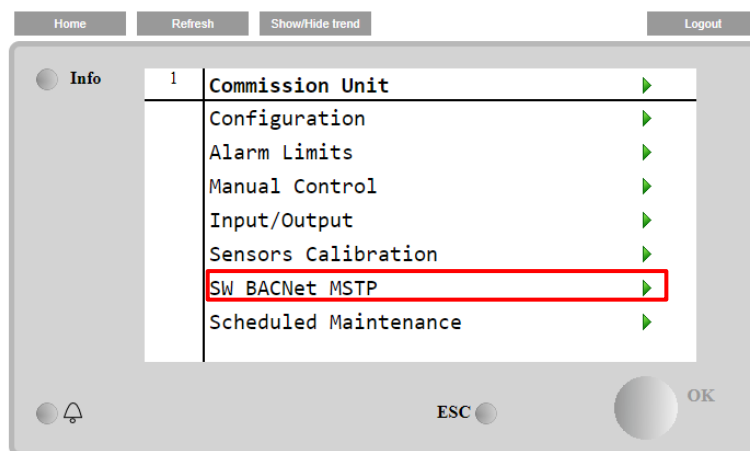 Home Refresh Show/Hide trend Logout
Info
1 Commission Unit
Configuration
Alarm Limits
Manual Control
Input/Output
Sensors Calibration
SW BACNet MSTP
Scheduled Maintenance
ESC OK